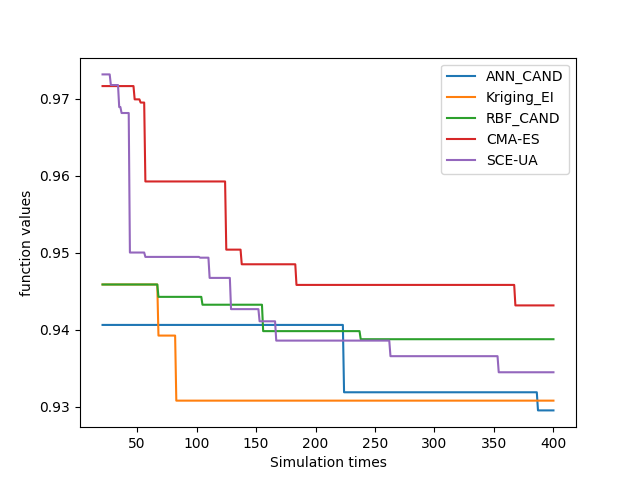 ANN_CAND
Kriging_EI
RBF_CAND
CMA-ES
SCE-UA
0.97
0.96
0.95
0.94
0.93
function values
50 100 150 200 250 300 350 400
Simulation times